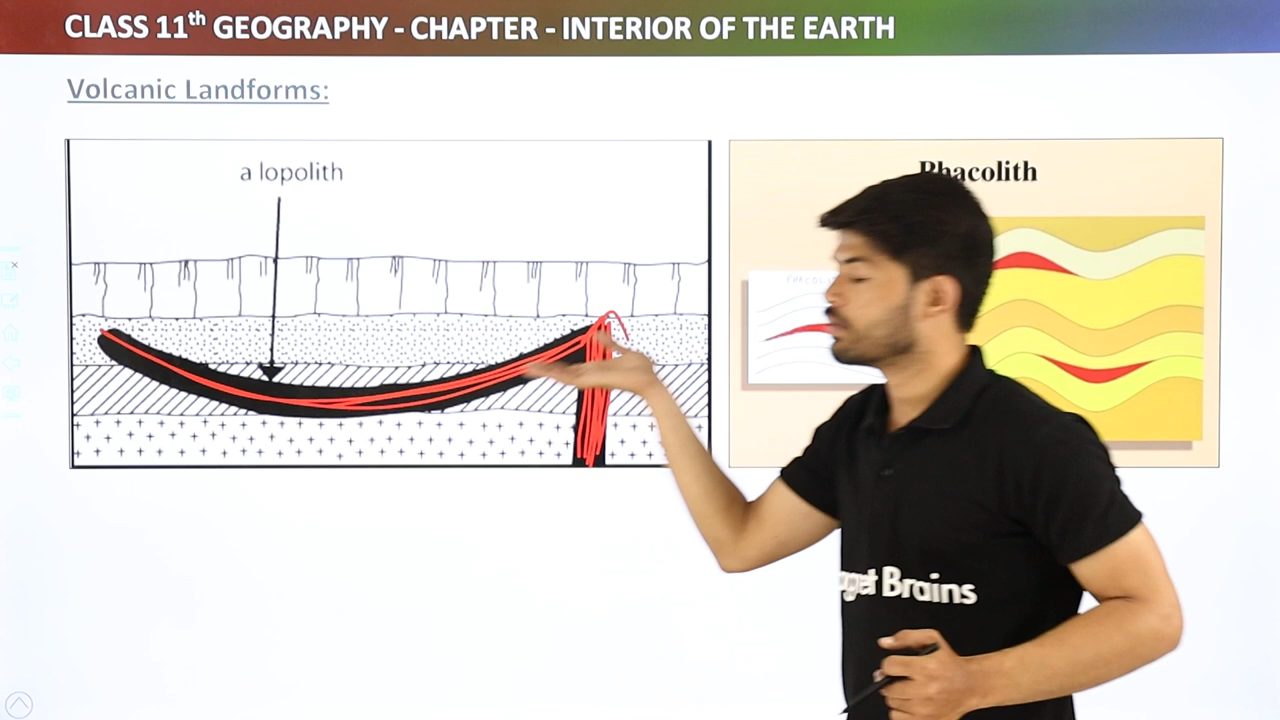 CLASS 11th GEOGRAPHY - CHAPTER - INTERIOR OF THE EARTH
Volcanic Landforms:
a lopolith
Phacolith
Brains